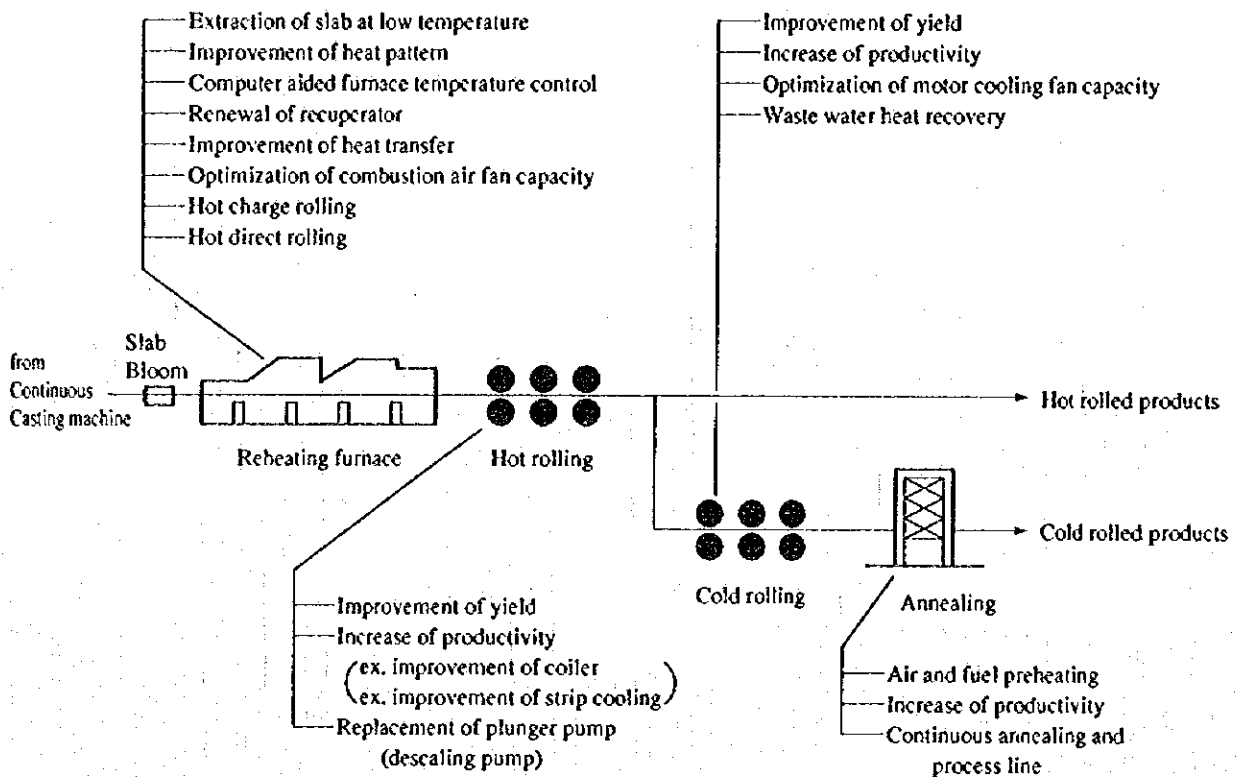 Extraction of slab at low temperature
Improvement of heat pattern
Computer aided furnace temperature control
Renewal of recuperator
Improvement of heat transfer
Optimization of combustion air fan capacity
Hot charge rolling
Hot direct rolling
Improvement of yield
Increase of productivity
Optimization of motor cooling fan capacity
Waste water heat recovery
from
Continuous
Casting machine
Slab
Bloom
Reheating furnace
Hot rolling
Hot rolled products
Cold rolling
Annealing
Cold rolled products
Improvement of yield
Increase of productivity
(ex. improvement of coiler
ex. improvement of strip cooling)
Replacement of plunger pump
(descaling pump)
Air and fuel preheating
Increase of productivity
Continuous annealing and
process line